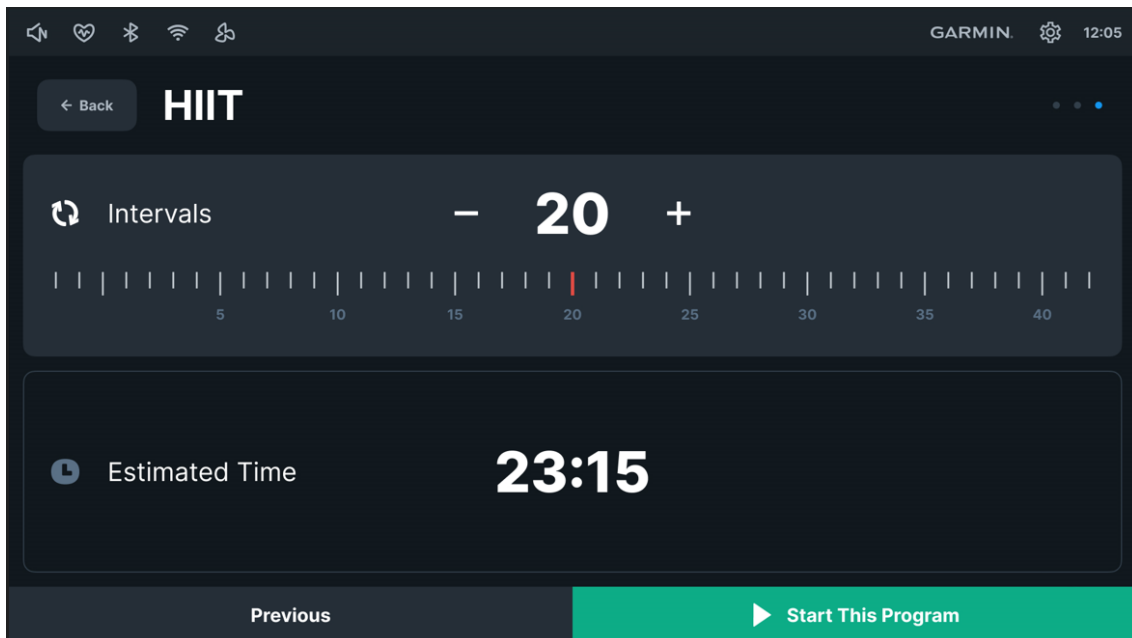 GARMIN. 12:05
← Back HIIT
Intervals − 20 +
5 10 15 20 25 30 35 40
Estimated Time 23:15
Previous Start This Program